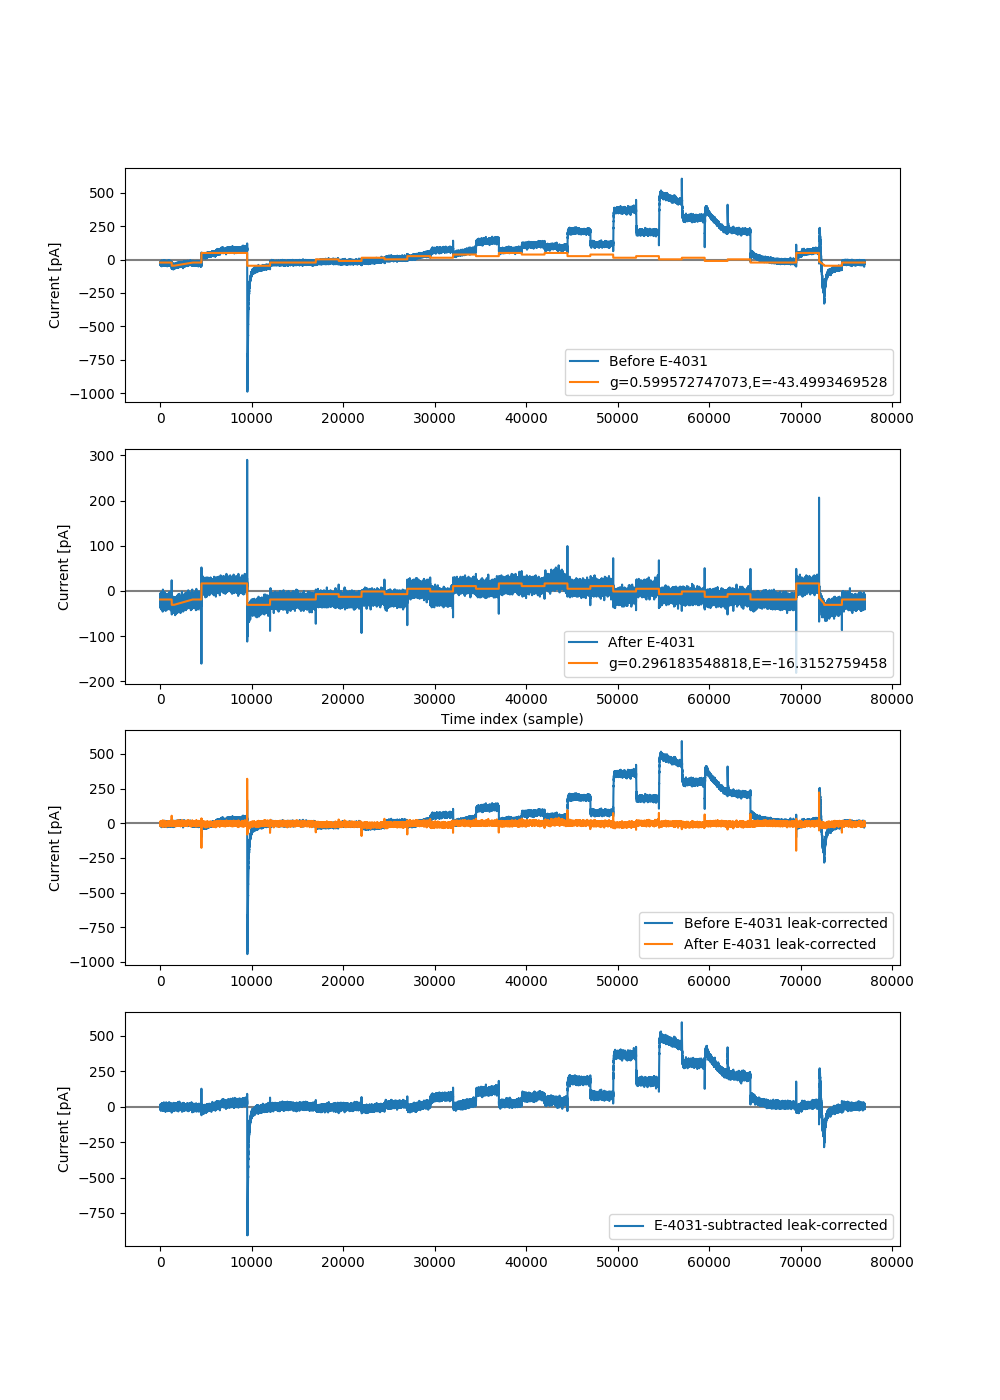 Current [pA]
500
250
0
−250
−500
−750
−1000
Before E-4031
g=0.599572747073,E=-43.4993469528
0 10000 20000 30000 40000 50000 60000 70000 80000
Current [pA]
300
200
100
0
−100
−200
After E-4031
g=0.296183548818,E=-16.3152759458
0 10000 20000 30000 40000 50000 60000 70000 80000
Time index (sample)
Current [pA]
500
250
0
−250
−500
−750
−1000
Before E-4031 leak-corrected
After E-4031 leak-corrected
0 10000 20000 30000 40000 50000 60000 70000 80000
Current [pA]
500
250
0
−250
−500
−750
E-4031-subtracted leak-corrected
0 10000 20000 30000 40000 50000 60000 70000 80000